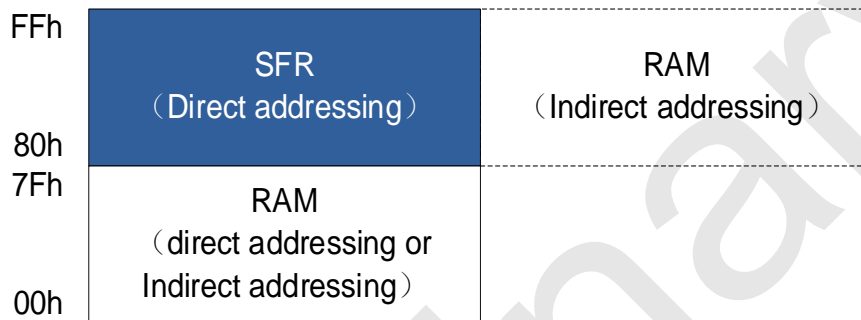 FFh
SFR
（Direct addressing）
RAM
（Indirect addressing）
80h
7Fh
RAM
（direct addressing or
Indirect addressing）
00h